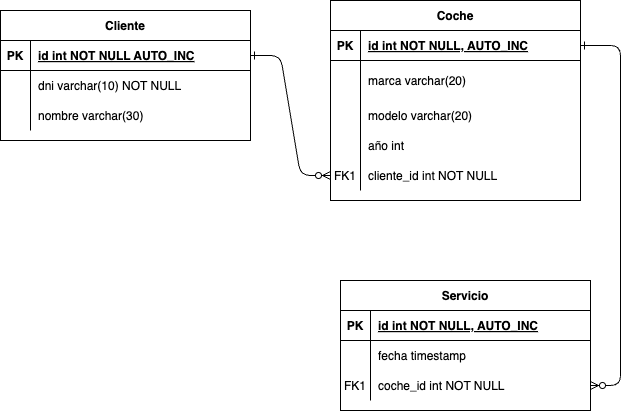 Cliente
PK id int NOT NULL AUTO_INC
dni varchar(10) NOT NULL
nombre varchar(30)
Coche
PK id int NOT NULL, AUTO_INC
marca varchar(20)
modelo varchar(20)
año int
FK1 cliente_id int NOT NULL
Servicio
PK id int NOT NULL, AUTO_INC
fecha timestamp
FK1 coche_id int NOT NULL